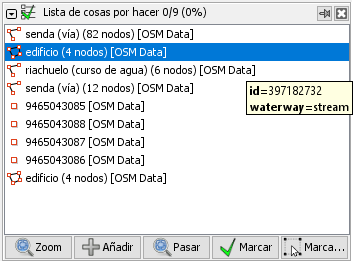 Lista de cosas por hacer 0/9 (0%)
senda (vía) (82 nodos) [OSM Data]
edificio (4 nodos) [OSM Data]
riachuelo (curso de agua) (6 nodos) [OSM Data]
senda (vía) (12 nodos) [OSM Data]
id=397182732
waterway=stream
9465043085 [OSM Data]
9465043088 [OSM Data]
9465043087 [OSM Data]
9465043086 [OSM Data]
edificio (4 nodos) [OSM Data]
Zoom Añadir Pasar Marcar Marca...